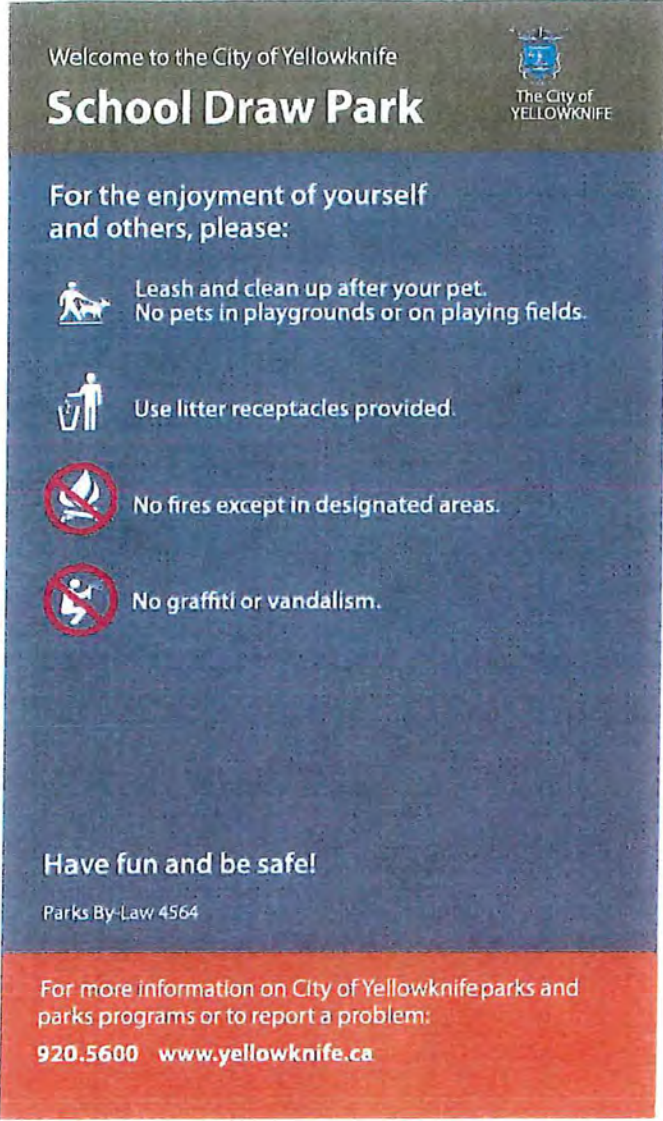 Welcome to the City of Yellowknife
School Draw Park
The City of
YELLOWKNIFE
For the enjoyment of yourself
and others, please:
Leash and clean up after your pet.
No pets in playgrounds or on playing fields.
Use litter receptacles provided.
No fires except in designated areas.
No graffiti or vandalism.
Have fun and be safe!
Parks By-Law 4564
For more information on City of Yellowknife parks and
parks programs or to report a problem:
920.5600 www.yellowknife.ca